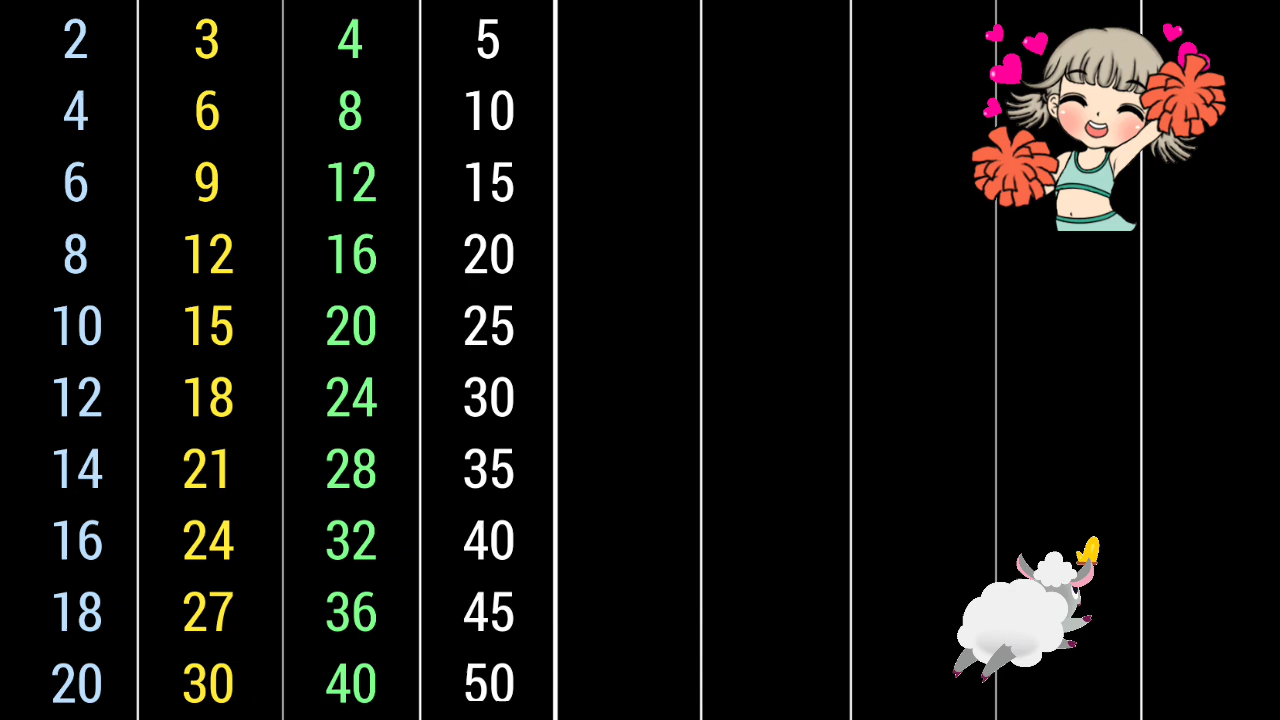 2 3 4 5
4 6 8 10
6 9 12 15
8 12 16 20
10 15 20 25
12 18 24 30
14 21 28 35
16 24 32 40
18 27 36 45
20 30 40 50